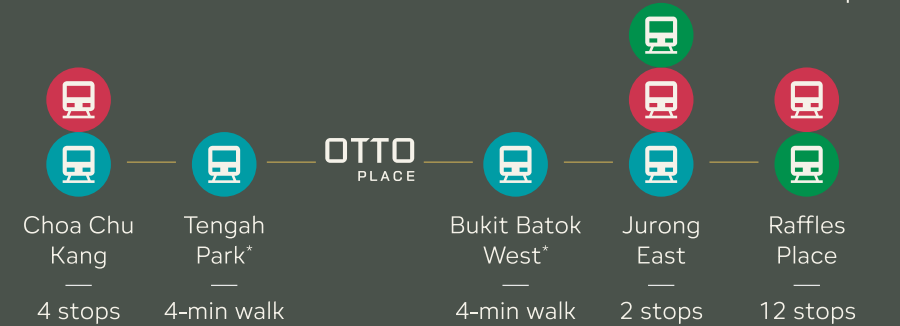 OTTO
PLACE
Choa Chu
Kang
4 stops
Tengah
Park*
4-min walk
Bukit Batok
West*
4-min walk
Jurong
East
2 stops
Raffles
Place
12 stops